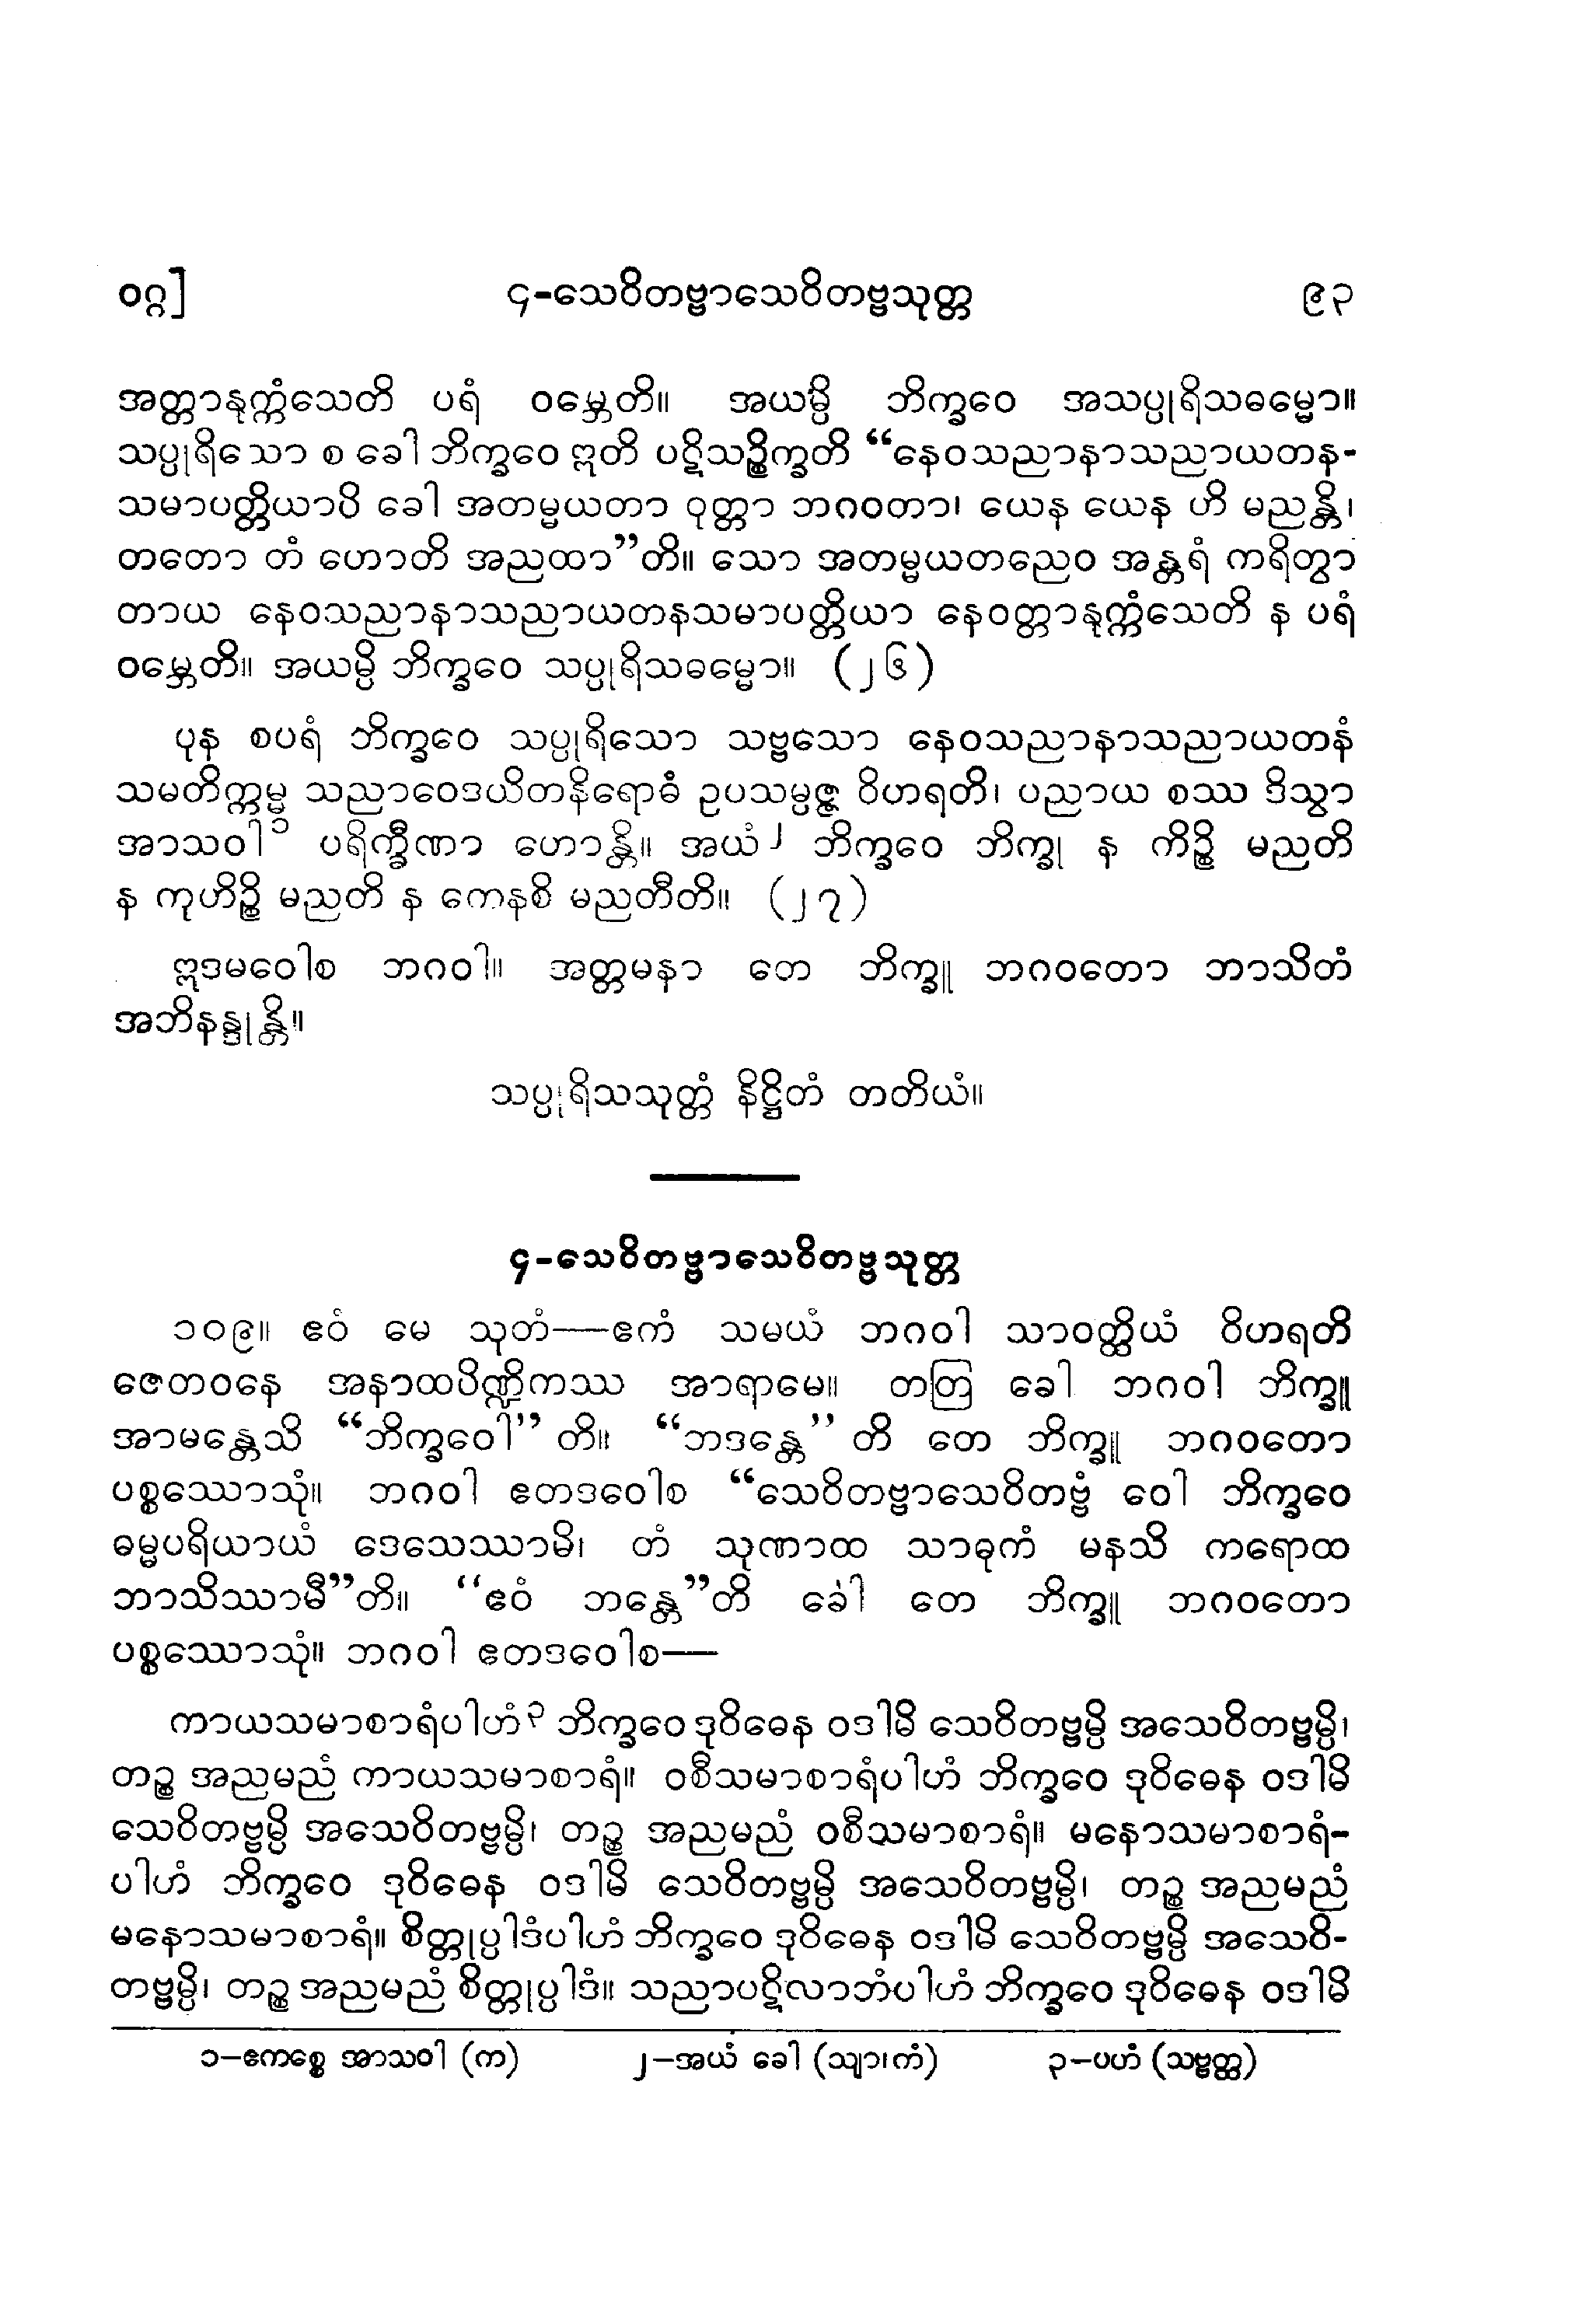 ဝဂ္ဂ] ၄-သေဝိတဗ္ဗာသေဝိတဗ္ဗသုတ္တ ၉၃
အတ္တာနုက္ကံသေတိ ပရံ ဝမ္ဘေတိ။ အယမ္ပိ ဘိက္ခဝေ အသပ္ပုရိသဓမ္မော။
သပ္ပုရိသော စ ခေါ ဘိက္ခဝေ ဣတိ ပဋိသဉ္စိက္ခတိ “နေဝသညာနာသညာယတန-
သမာပတ္တိယာပိ ခေါ အတမ္မယတာ ဝုတ္တာ ဘဂဝတာ၊ ယေန ယေန ဟိ မညန္တိ၊
တတော တံ ဟောတိ အညထာ”တိ။ သော အတမ္မယတညေဝ အန္တရံ ကရိတွာ
တာယ နေဝသညာနာသညာယတနသမာပတ္တိယာ နေဝတ္တာနုက္ကံသေတိ န ပရံ
ဝမ္ဘေတိ။ အယမ္ပိ ဘိက္ခဝေ သပ္ပုရိသဓမ္မော။ (၂၆)
ပုန စပရံ ဘိက္ခဝေ သပ္ပုရိသော သဗ္ဗသော နေဝသညာနာသညာယတနံ
သမတိက္ကမ္မ သညာဝေဒယိတနိရောဓံ ဥပသမ္ပဇ္ဇ ဝိဟရတိ၊ ပညာယ စဿ ဒိသွာ
အာသဝါ၁ ပရိက္ခီဏာ ဟောန္တိ။ အယံ၂ ဘိက္ခဝေ ဘိက္ခု န ကိဉ္စိ မညတိ
န ကုဟိဉ္စိ မညတိ န ကေနစိ မညတီတိ။ (၂၇)
ဣဒမဝေါစ ဘဂဝါ။ အတ္တမနာ တေ ဘိက္ခူ ဘဂဝတော ဘာသိတံ
အဘိနန္ဒုန္တိ။
သပ္ပုရိသသုတ္တံ နိဋ္ဌိတံ တတိယံ။
၄-သေဝိတဗ္ဗာသေဝိတဗ္ဗသုတ္တ
၁၀၉။ ဧဝံ မေ သုတံ—ဧကံ သမယံ ဘဂဝါ သာဝတ္ထိယံ ဝိဟရတိ
ဇေတဝနေ အနာထပိဏ္ဍိကဿ အာရာမေ။ တတြ ခေါ ဘဂဝါ ဘိက္ခူ
အာမန္တေသိ “ဘိက္ခဝေါ” တိ။ “ဘဒန္တေ” တိ တေ ဘိက္ခူ ဘဂဝတော
ပစ္စဿောသုံ။ ဘဂဝါ ဧတဒဝေါစ “သေဝိတဗ္ဗာသေဝိတဗ္ဗံ ဝေါ ဘိက္ခဝေ
ဓမ္မပရိယာယံ ဒေသေဿာမိ၊ တံ သုဏာထ သာဓုကံ မနသိ ကရောထ
ဘာသိဿာမီ”တိ။ “ဧဝံ ဘန္တေ”တိ ခေါ တေ ဘိက္ခူ ဘဂဝတော
ပစ္စဿောသုံ။ ဘဂဝါ ဧတဒဝေါစ—
ကာယသမာစာရံပါဟံ၃ ဘိက္ခဝေ ဒုဝိဓေန ဝဒါမိ သေဝိတဗ္ဗမ္ပိ အသေဝိတဗ္ဗမ္ပိ၊
တဉ္စ အညမညံ ကာယသမာစာရံ။ ဝစီသမာစာရံပါဟံ ဘိက္ခဝေ ဒုဝိဓေန ဝဒါမိ
သေဝိတဗ္ဗမ္ပိ အသေဝိတဗ္ဗမ္ပိ၊ တဉ္စ အညမညံ ဝစီသမာစာရံ။ မနောသမာစာရံ-
ပါဟံ ဘိက္ခဝေ ဒုဝိဓေန ဝဒါမိ သေဝိတဗ္ဗမ္ပိ အသေဝိတဗ္ဗမ္ပိ၊ တဉ္စ အညမညံ
မနောသမာစာရံ။ စိတ္တုပ္ပါဒံပါဟံ ဘိက္ခဝေ ဒုဝိဓေန ဝဒါမိ သေဝိတဗ္ဗမ္ပိ အသေဝိ-
တဗ္ဗမ္ပိ၊ တဉ္စ အညမညံ စိတ္တုပ္ပါဒံ။ သညာပဋိလာဘံပါဟံ ဘိက္ခဝေ ဒုဝိဓေန ဝဒါမိ
၁–ဧကစ္စေ အာသဝါ (က) ၂–အယံ ခေါ (သျာ၊ကံ) ၃–ပဟံ (သဗ္ဗတ္ထ)